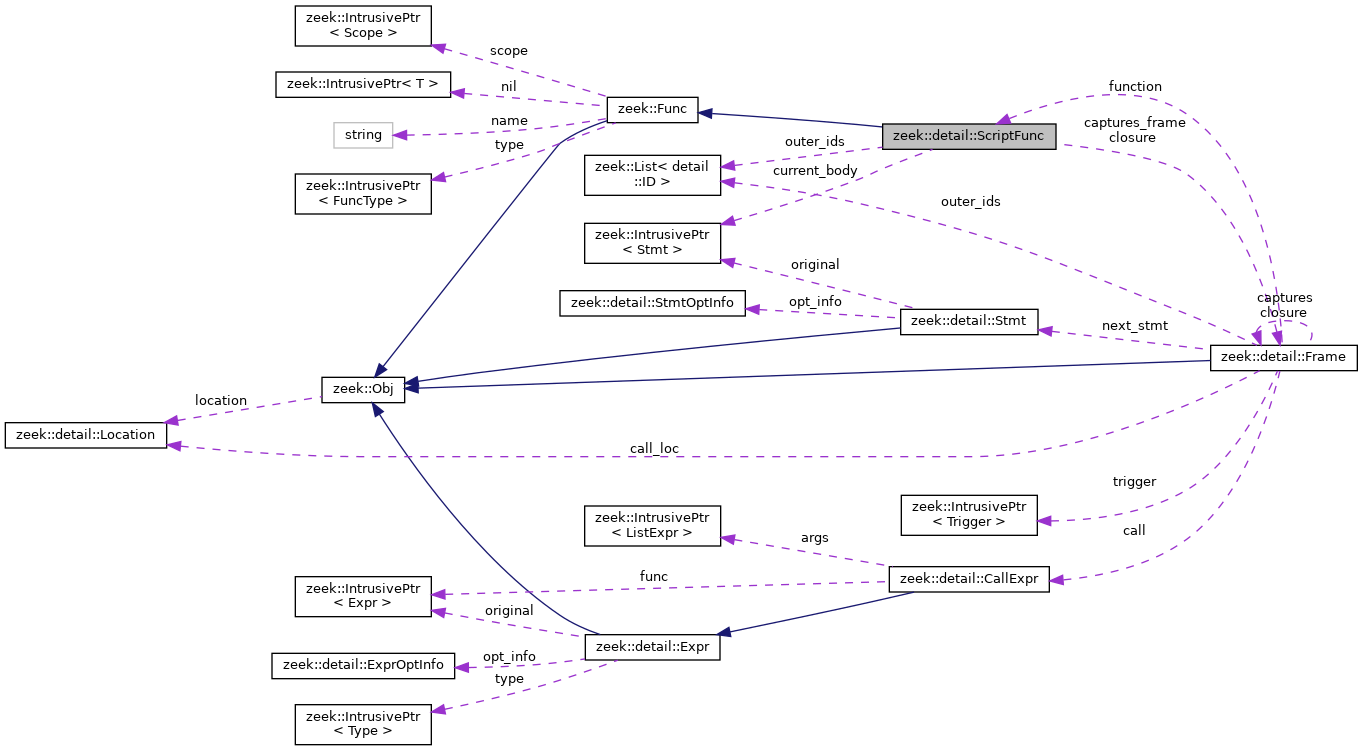 zeek::IntrusivePtr
< Scope >
scope
zeek::IntrusivePtr< T >
nil
zeek::Func
function
name
string
type
captures_frame
closure
zeek::detail::ScriptFunc
outer_ids
zeek::List< detail
::ID >
current_body
zeek::IntrusivePtr
< FuncType >
outer_ids
zeek::IntrusivePtr
< Stmt >
original
zeek::detail::StmtOptInfo
opt_info
zeek::detail::Stmt
next_stmt
captures
closure
zeek::detail::Frame
zeek::Obj
location
zeek::detail::Location
call_loc
trigger
zeek::IntrusivePtr
< Trigger >
call
zeek::IntrusivePtr
< ListExpr >
args
zeek::detail::CallExpr
func
zeek::IntrusivePtr
< Expr >
original
zeek::detail::Expr
opt_info
zeek::detail::ExprOptInfo
type
zeek::IntrusivePtr
< Type >